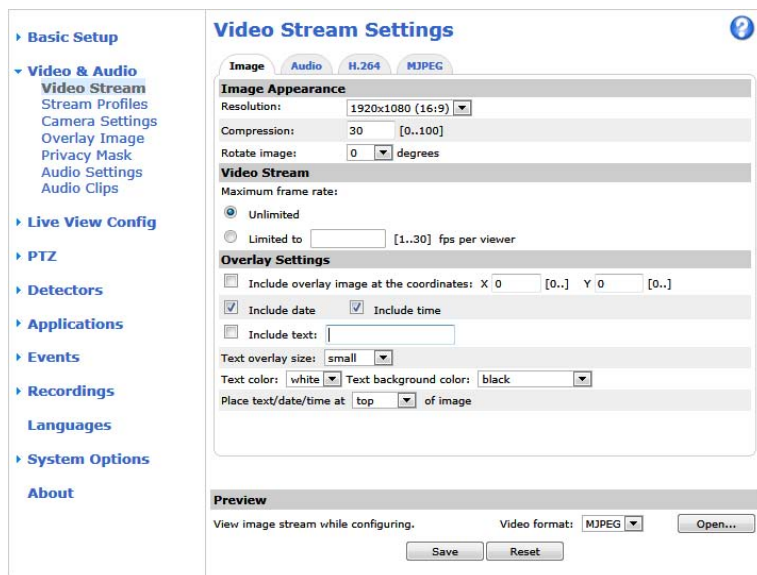 Basic Setup
Video & Audio
Video Stream
Stream Profiles
Camera Settings
Overlay Image
Privacy Mask
Audio Settings
Audio Clips
Live View Config
PTZ
Detectors
Applications
Events
Recordings
Languages
System Options
About
Video Stream Settings
?
Image Audio H.264 MJPEG
Image Appearance
Resolution: 1920x1080 (16:9)
Compression: 30 [0..100]
Rotate image: 0 degrees
Video Stream
Maximum frame rate:
Unlimited
Limited to [1..30] fps per viewer
Overlay Settings
Include overlay image at the coordinates: X 0 [0..] Y 0 [0..]
Include date Include time
Include text:
Text overlay size: small
Text color: white Text background color: black
Place text/date/time at top of image
Preview
View image stream while configuring. Video format: MJPEG Open...
Save Reset